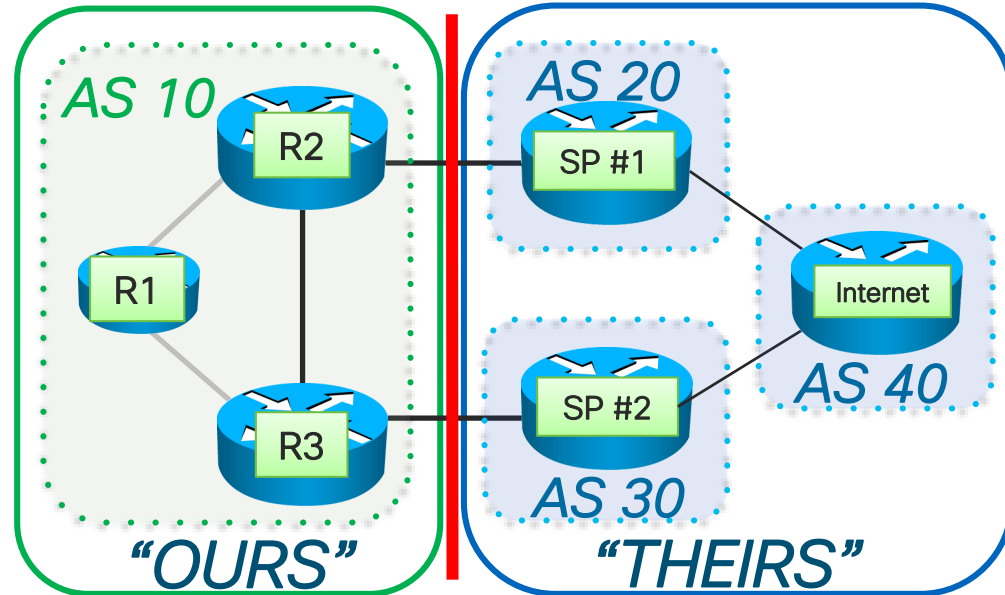 AS 10
R2
R1
R3
“OURS”
AS 20
SP #1
Internet
AS 40
SP #2
AS 30
“THEIRS”